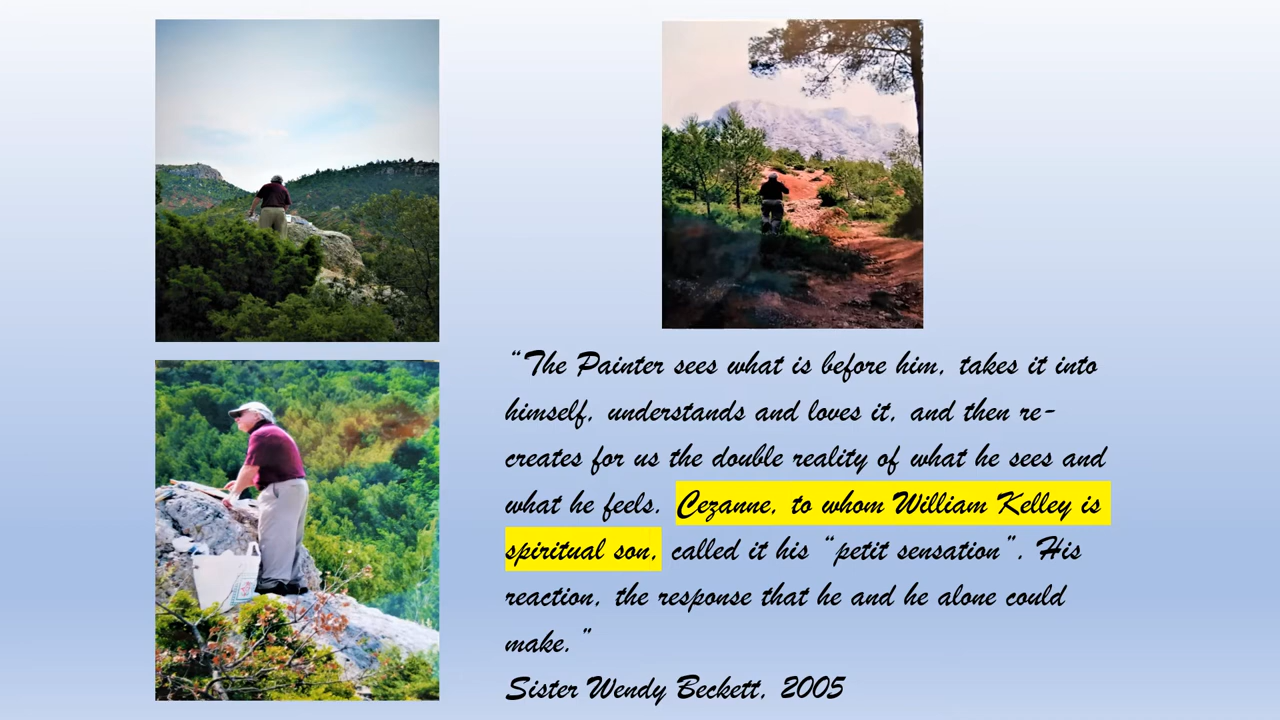 “The Painter sees what is before him, takes it into
himself, understands and loves it, and then re-
creates for us the double reality of what he sees and
what he feels. Cezanne, to whom William Kelley is
spiritual son, called it his “petit sensation”. His
reaction, the response that he and he alone could
make.”
Sister Wendy Beckett, 2005